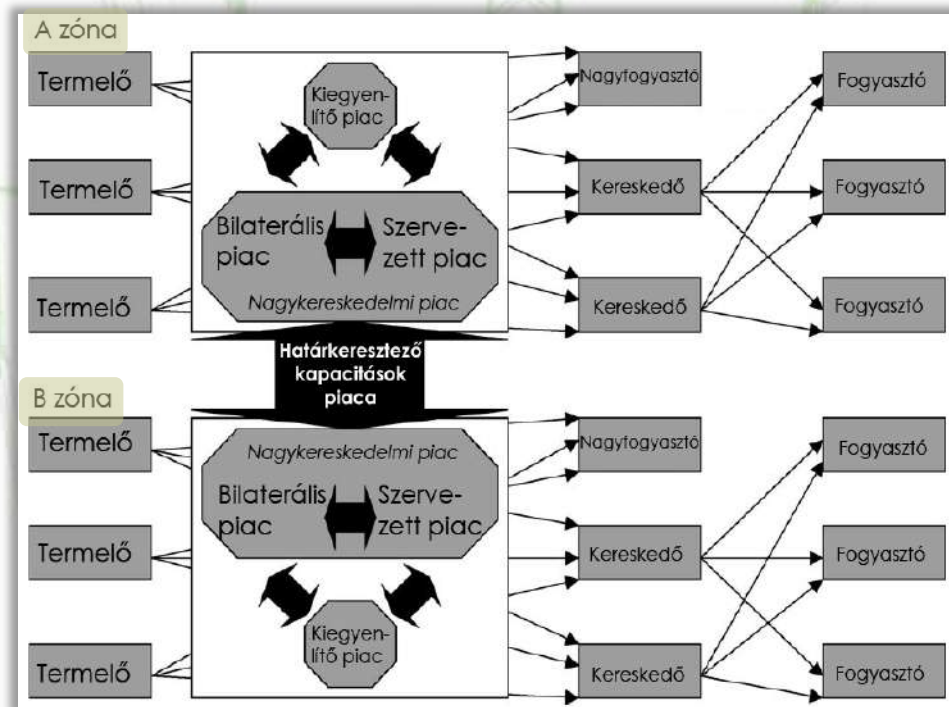 A zóna
Termelő
Kiegyen-
lítő piac
Nagyfogyasztó
Fogyasztó
Termelő
Bilaterális
piac
Szerve-
zett piac
Kereskedő
Fogyasztó
Termelő
Nagykereskedelmi piac
Kereskedő
Fogyasztó
Határkeresztező
kapacitások
piaca
B zóna
Termelő
Nagykereskedelmi piac
Nagyfogyasztó
Fogyasztó
Bilaterális
piac
Szerve-
zett piac
Termelő
Kereskedő
Fogyasztó
Kiegyen-
lítő piac
Termelő
Kereskedő
Fogyasztó